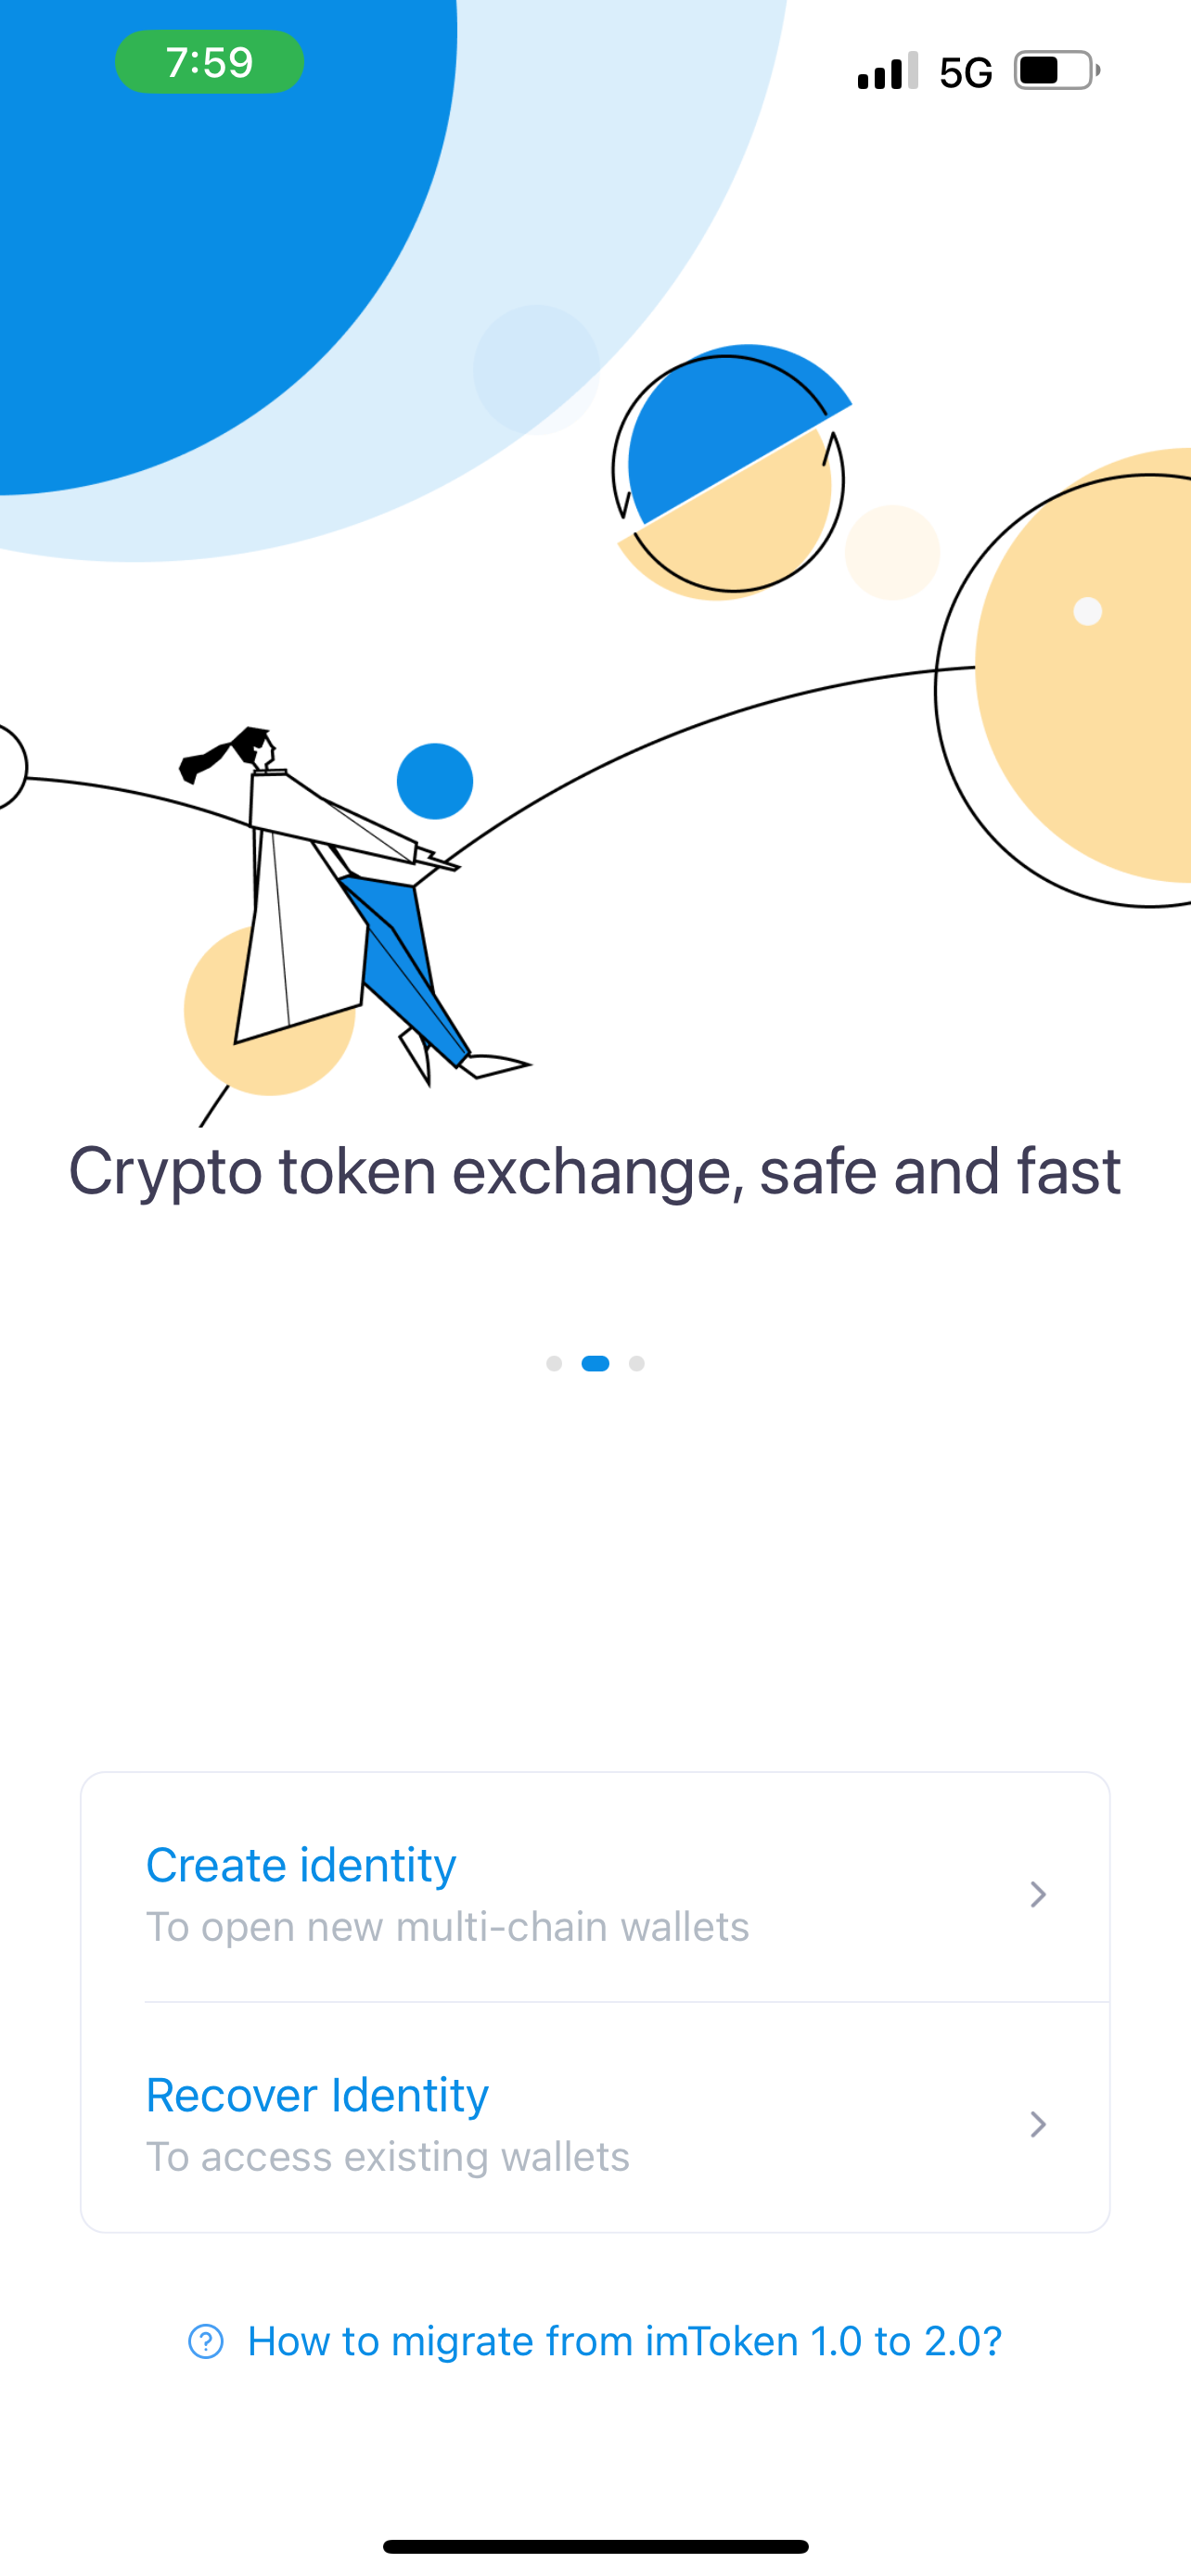 7:59
5G
Crypto token exchange, safe and fast
Create identity
To open new multi-chain wallets
Recover Identity
To access existing wallets
? How to migrate from imToken 1.0 to 2.0?